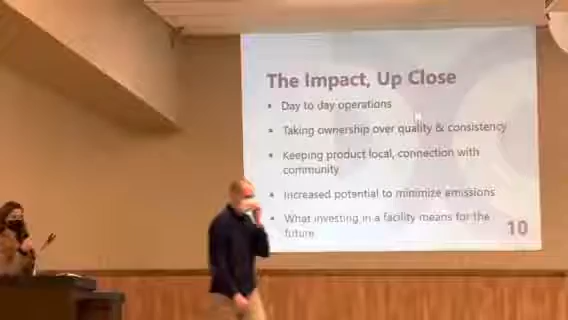 The Impact, Up Close
• Day to day operations
• Taking ownership over quality & consistency
• Keeping product local, connection with
community
• Increased potential to minimize emissions
• What investing in a facility means for the
future
10